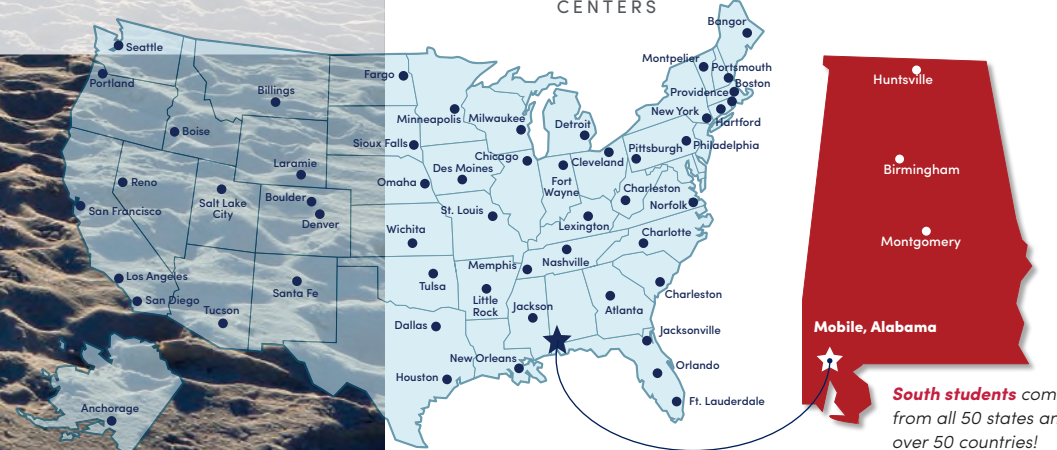 CENTERS
Bangor
Seattle
Montpelier
Portsmouth
Fargo
Portland
Boston
Billings
Providence
Huntsville
New York
Minneapolis
Milwaukee
Hartford
Detroit
Boise
Sioux Falls
Pittsburgh
Philadelphia
Chicago
Cleveland
Laramie
Des Moines
Birmingham
Reno
Omaha
Fort
Wayne
Charleston
Boulder
Salt Lake
City
San Francisco
St. Louis
Norfolk
Denver
Lexington
Wichita
Charlotte
Montgomery
Nashville
Memphis
Los Angeles
Tulsa
Santa Fe
Charleston
San Diego
Little
Rock
Jackson
Atlanta
Tucson
Dallas
Jacksonville
Mobile, Alabama
New Orleans
Orlando
Houston
South students com
Ft. Lauderdale
Anchorage
from all 50 states an
over 50 countries!